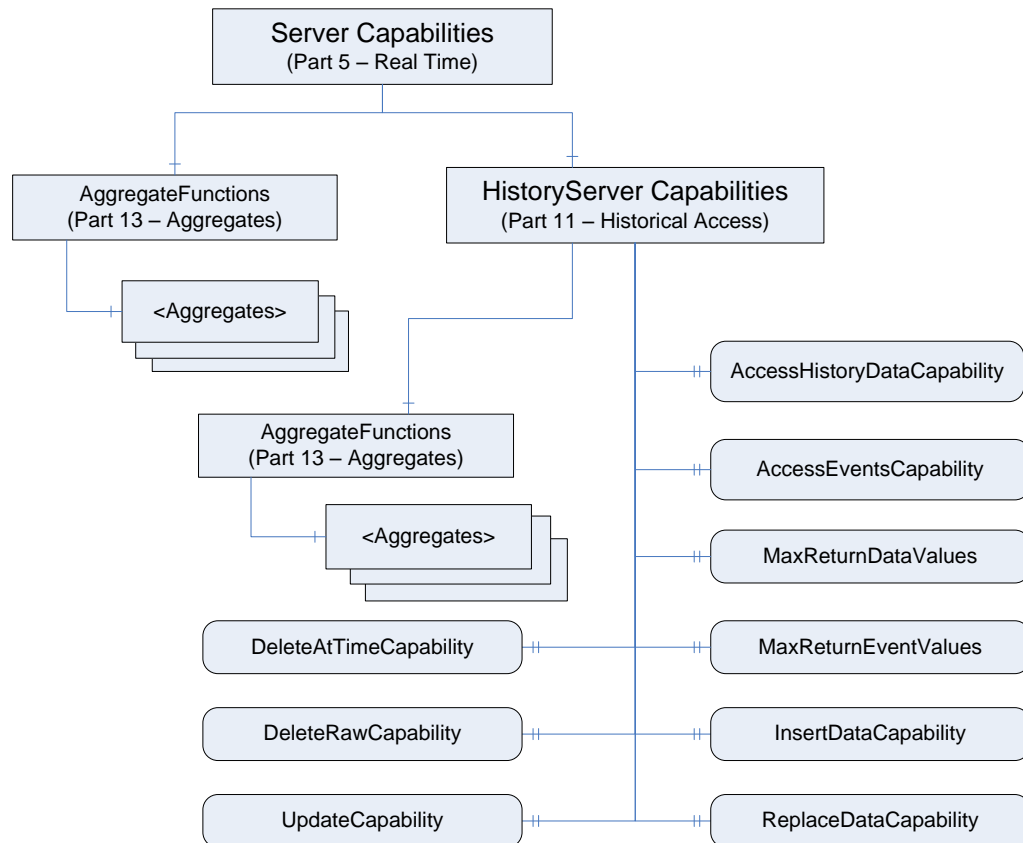 Server Capabilities
(Part 5 – Real Time)
AggregateFunctions
(Part 13 – Aggregates)
HistoryServer Capabilities
(Part 11 – Historical Access)
<Aggregates>
AccessHistoryDataCapability
AggregateFunctions
(Part 13 – Aggregates)
AccessEventsCapability
<Aggregates>
MaxReturnDataValues
DeleteAtTimeCapability
MaxReturnEventValues
DeleteRawCapability
InsertDataCapability
UpdateCapability
ReplaceDataCapability